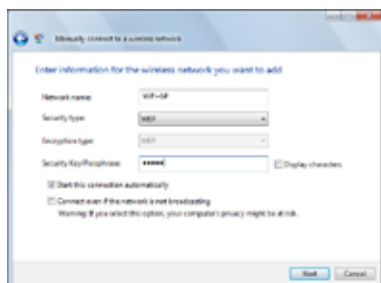 Manually connect to a wireless network
Enter information for the wireless network you want to add
Network name:
Security type: WEP
Encryption type: WEP
Security Key/Passphrase: ●●●●● Display characters
Start this connection automatically
Connect even if the network is not broadcasting
Warning: If you select this option, your computer's privacy might be at risk.
Next Cancel